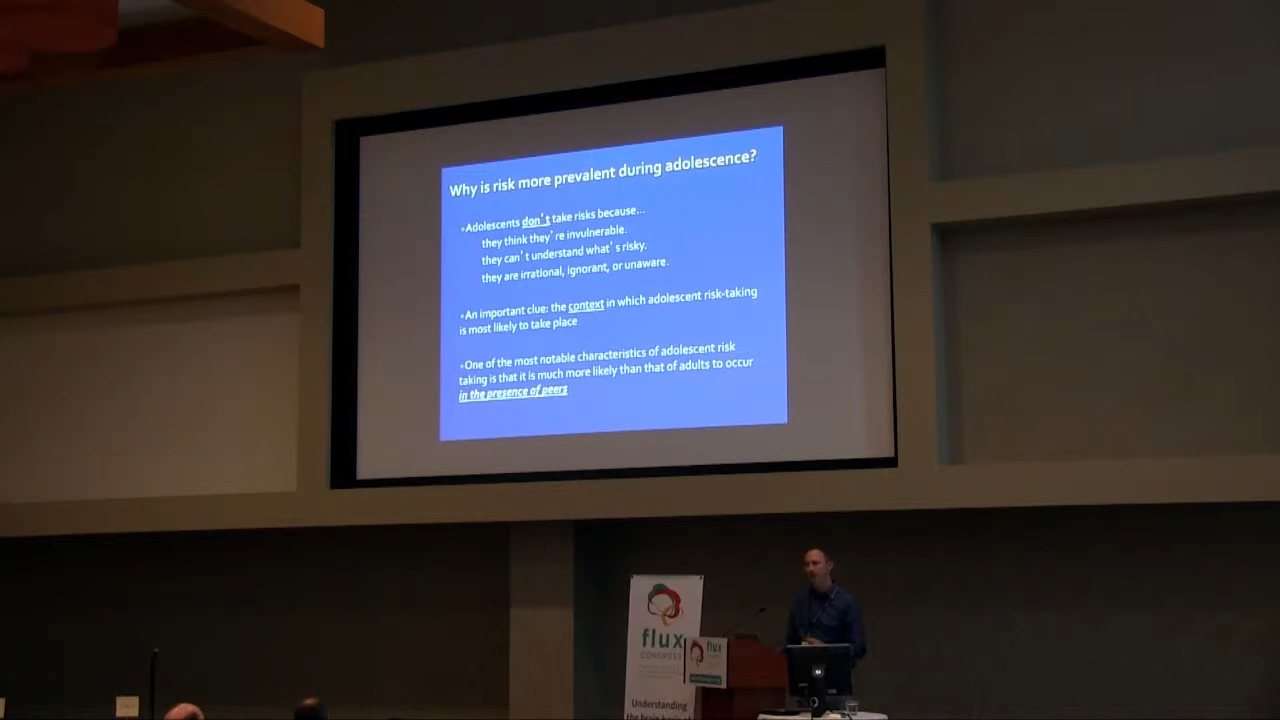 Why is risk more prevalent during adolescence?
•Adolescents don't take risks because...
they think they're invulnerable.
they can't understand what's risky.
they are irrational, ignorant, or unaware.
•An important clue: the context in which adolescent risk-taking
is most likely to take place
•One of the most notable characteristics of adolescent risk
taking is that it is much more likely than that of adults to occur
in the presence of peers
flux
CONGRESS
flux
Understanding